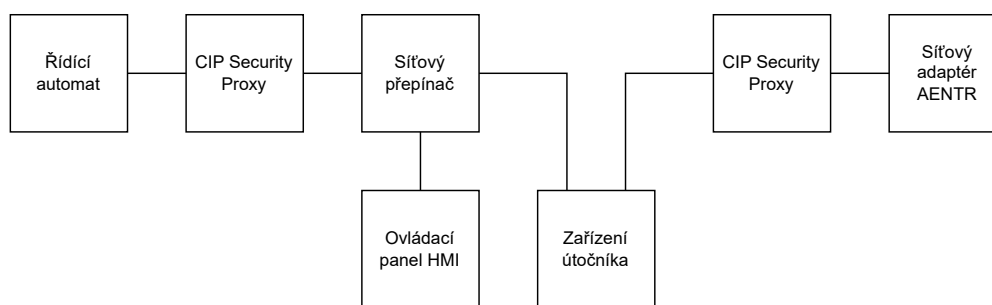 Řídící
automat
CIP Security
Proxy
Síťový
přepínač
CIP Security
Proxy
Síťový
adaptér
AENTR
Ovládací
panel HMI
Zařízení
útočníka